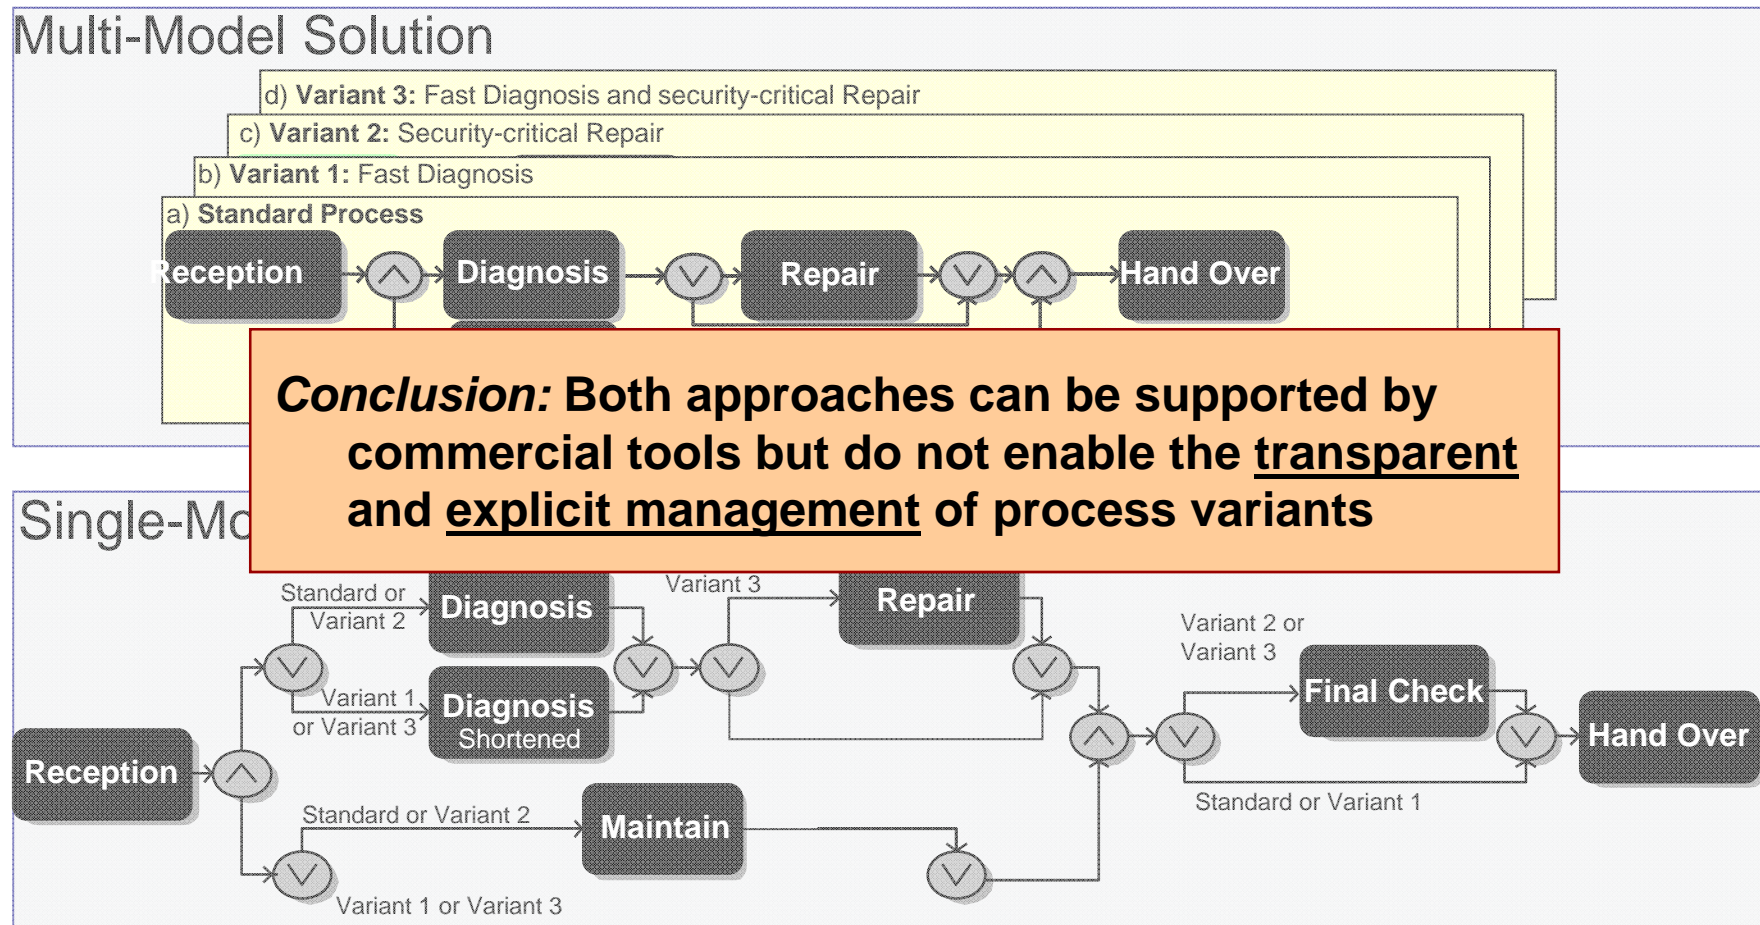 Multi-Model Solution
d) Variant 3: Fast Diagnosis and security-critical Repair
c) Variant 2: Security-critical Repair
b) Variant 1: Fast Diagnosis
a) Standard Process
Reception
Diagnosis
Repair
Hand Over
Conclusion: Both approaches can be supported by
commercial tools but do not enable the transparent
and explicit management of process variants
Single-Mo
Standard or
Variant 2
Diagnosis
Variant 3
Repair
Variant 1
or Variant 3
Diagnosis
Shortened
Variant 2 or
Variant 3
Final Check
Hand Over
Reception
Standard or Variant 1
Standard or Variant 2
Maintain
Variant 1 or Variant 3